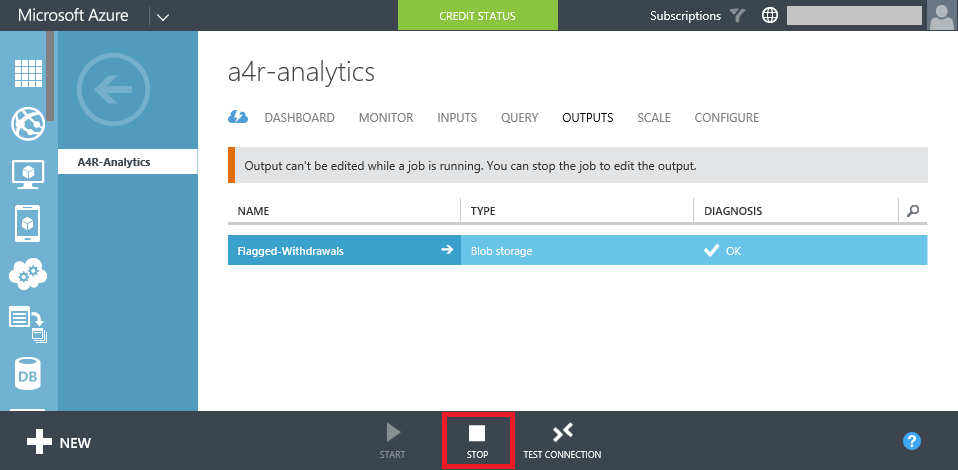 Microsoft Azure
CREDIT STATUS
Subscriptions
a4r-analytics
DASHBOARD MONITOR INPUTS QUERY OUTPUTS SCALE CONFIGURE
A4R-Analytics
Output can't be edited while a job is running. You can stop the job to edit the output.
NAME TYPE DIAGNOSIS
Flagged-Withdrawals Blob storage OK
DB
NEW
START STOP TEST CONNECTION
?